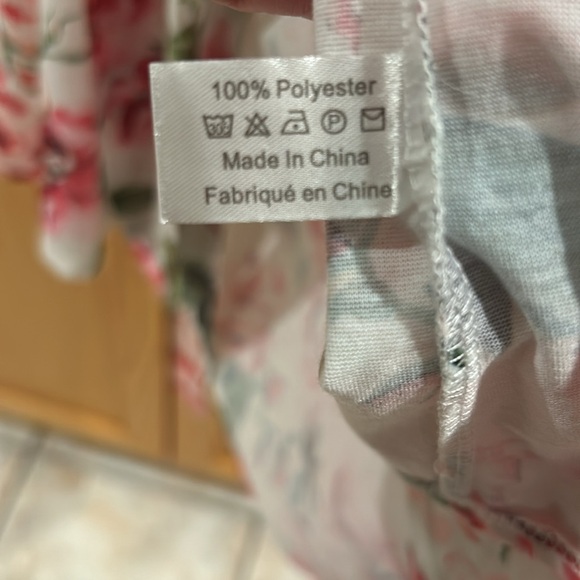 100% Polyester
P
Made In China
Fabriqué en Chine